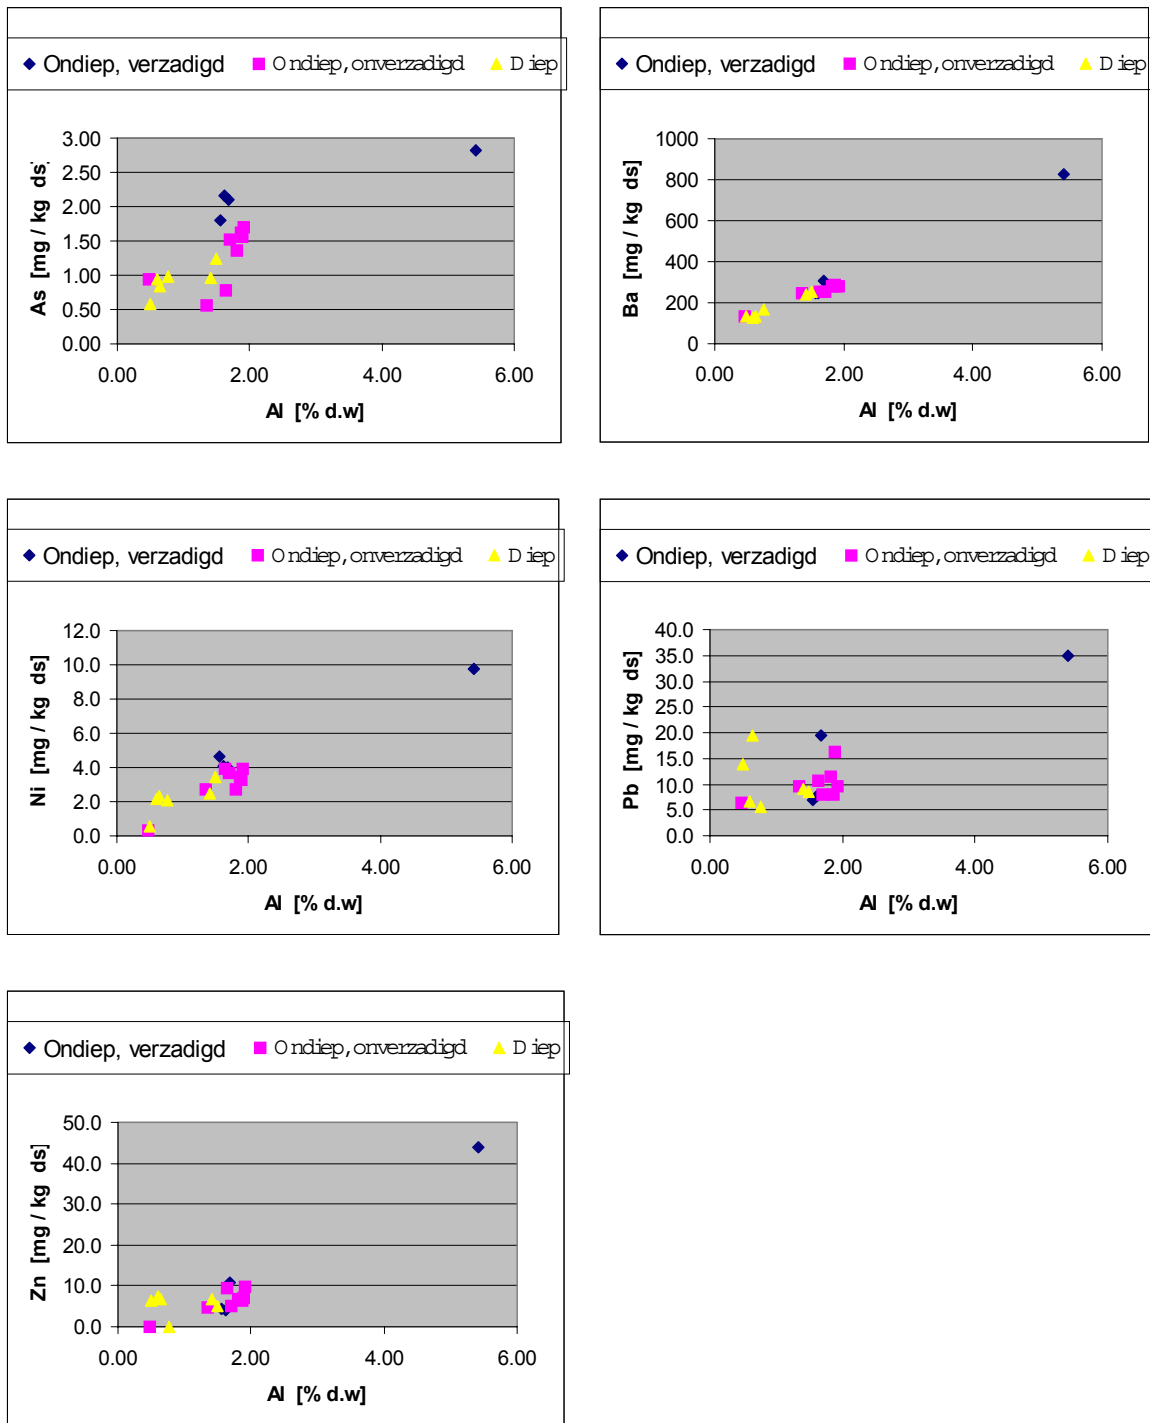 Ondiep, verzadigd Ondiep, onverzadigd Diep
3.00
2.50
2.00
1.50
1.00
0.50
0.00
As [mg / kg ds]
0.00 2.00 4.00 6.00
Al [% d.w]
Ondiep, verzadigd Ondiep, onverzadigd Diep
1000
800
600
400
200
0
Ba [mg / kg ds]
0.00 2.00 4.00 6.00
Al [% d.w]
Ondiep, verzadigd Ondiep, onverzadigd Diep
12.0
10.0
8.0
6.0
4.0
2.0
0.0
Ni [mg / kg ds]
0.00 2.00 4.00 6.00
Al [% d.w]
Ondiep, verzadigd Ondiep, onverzadigd Diep
40.0
35.0
30.0
25.0
20.0
15.0
10.0
5.0
0.0
Pb [mg / kg ds]
0.00 2.00 4.00 6.00
Al [% d.w]
Ondiep, verzadigd Ondiep, onverzadigd Diep
50.0
40.0
30.0
20.0
10.0
0.0
Zn [mg / kg ds]
0.00 2.00 4.00 6.00
Al [% d.w]